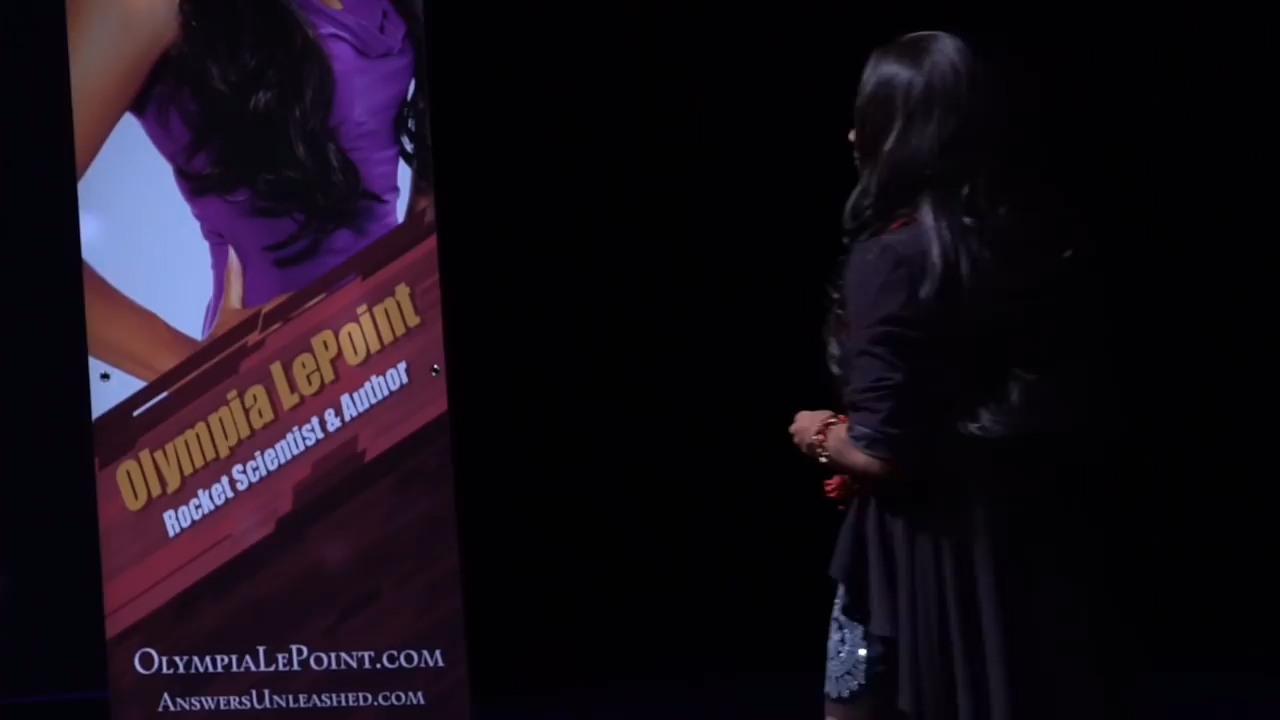 Olympia LePoint
Rocket Scientist & Author
OlympiaLePoint.com
AnswersUnleashed.com